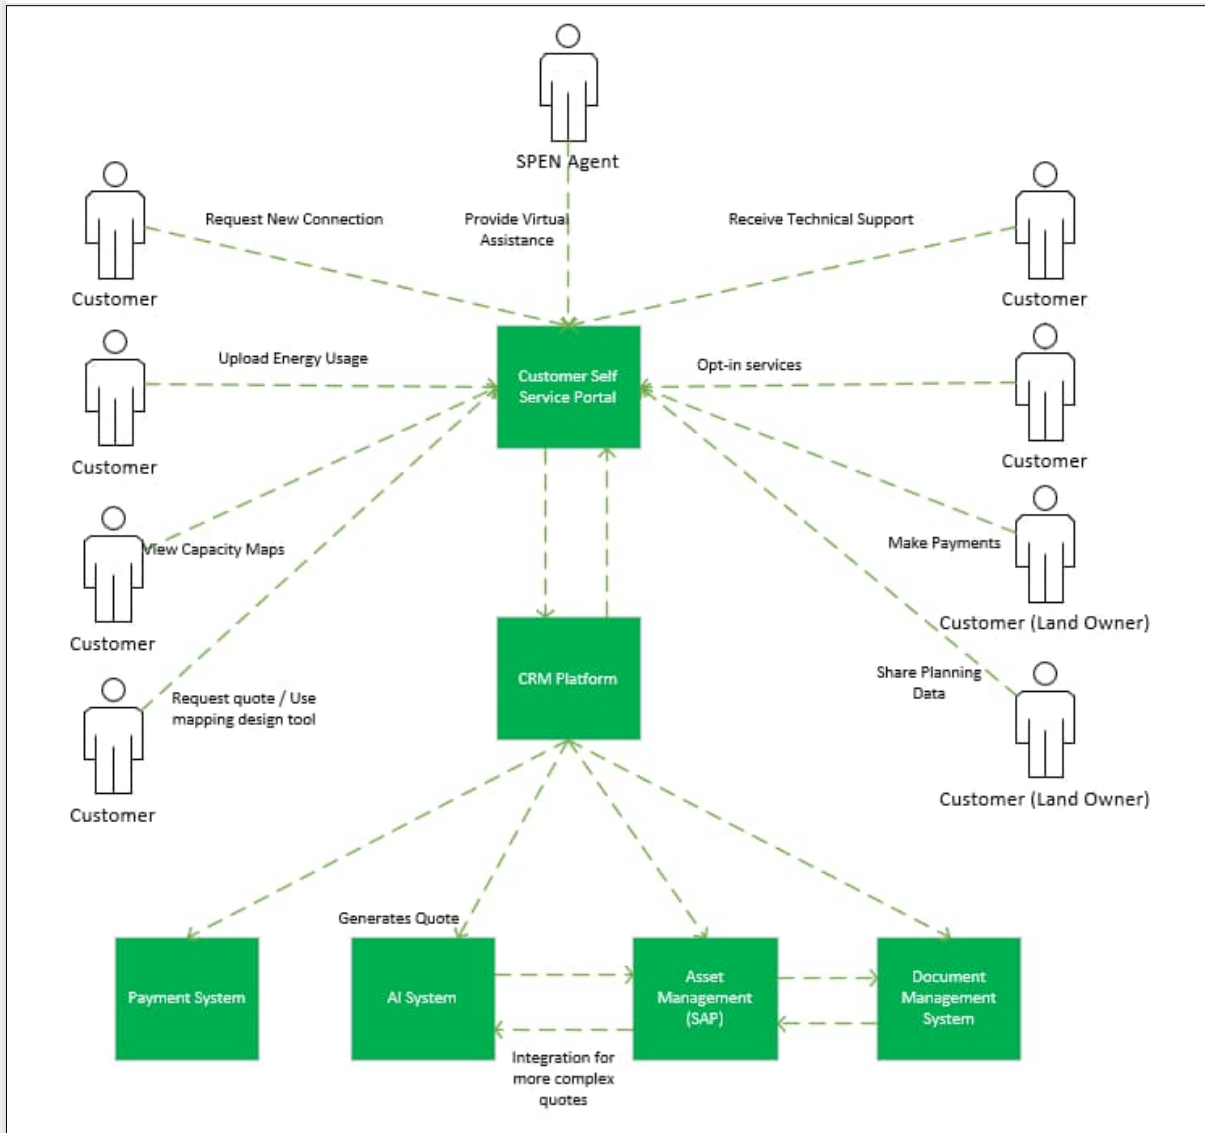 SPEN Agent
Request New Connection
Provide Virtual
Assistance
Receive Technical Support
Customer
Customer
Upload Energy Usage
Customer Self
Service Portal
Opt-in services
Customer
Customer
View Capacity Maps
Make Payments
Customer
Customer (Land Owner)
Request quote / Use
mapping design tool
CRM Platform
Share Planning
Data
Customer
Customer (Land Owner)
Generates Quote
Payment System
AI System
Asset
Management
(SAP)
Document
Management
System
Integration for
more complex
quotes